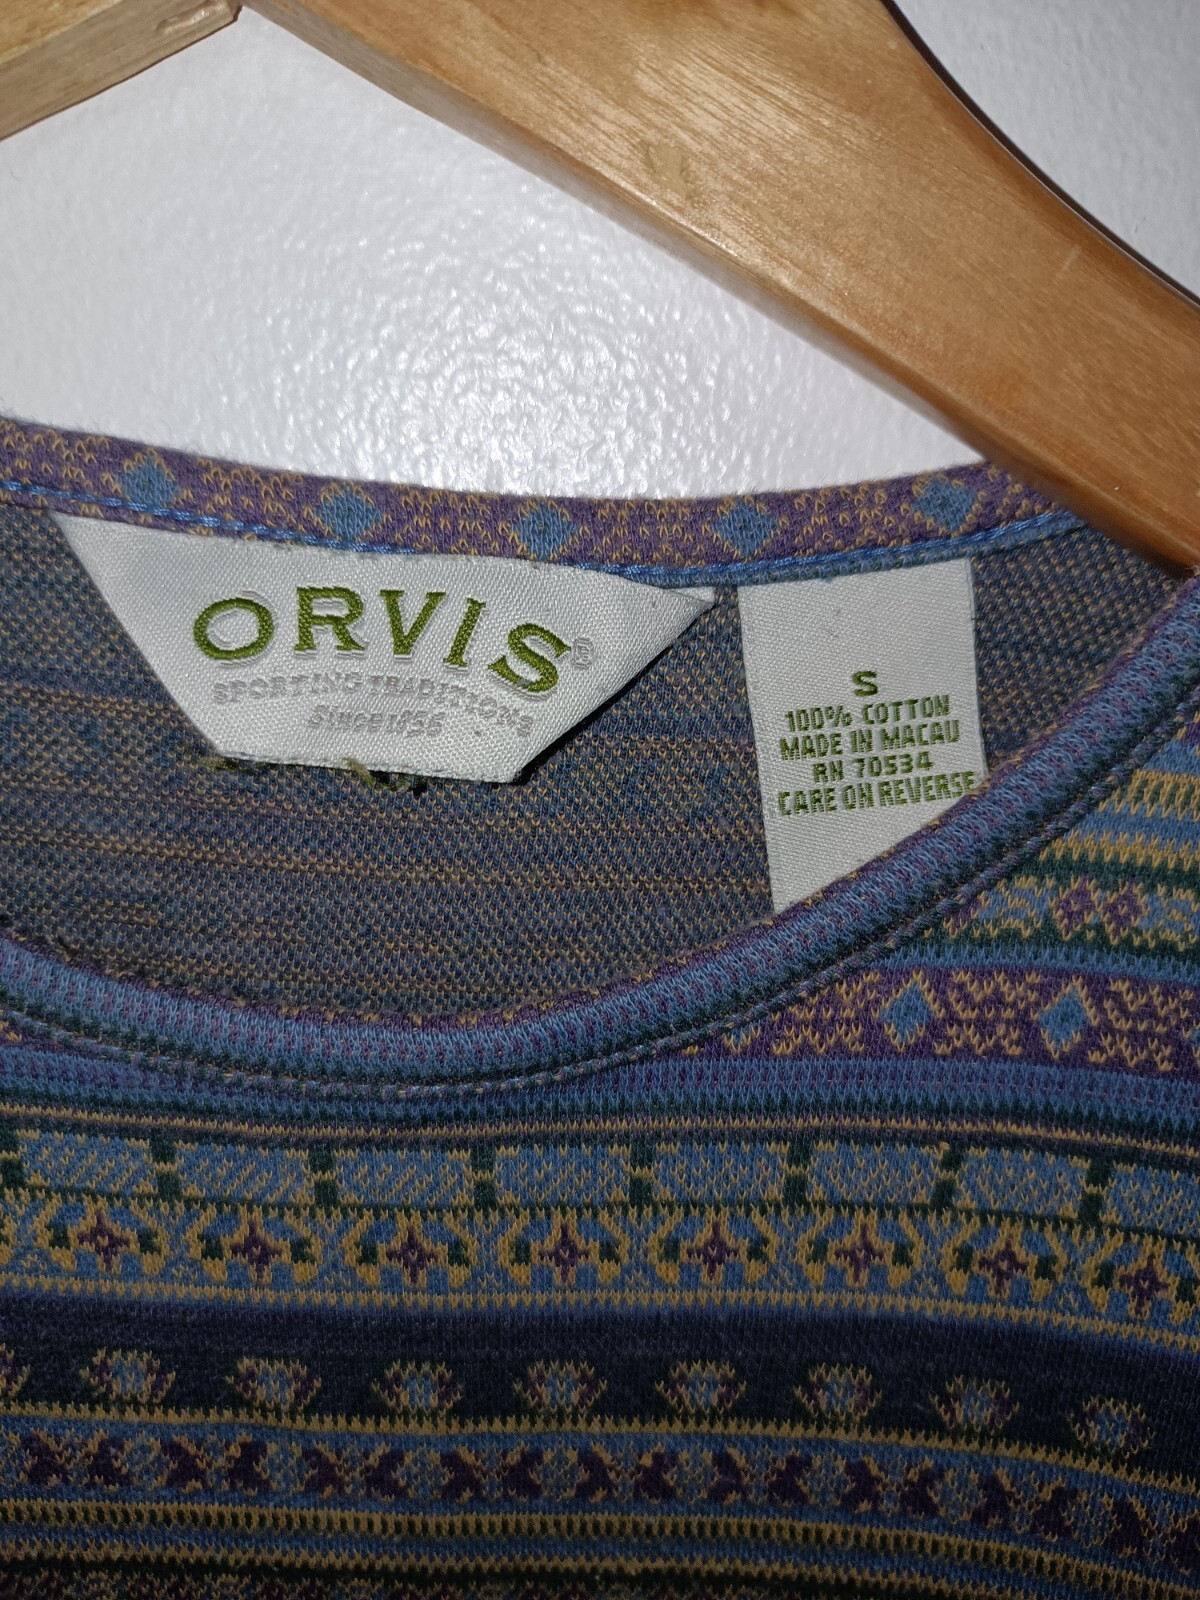 ORVIS®
SPORTING TRADITIONS
Since 1856
S
100% COTTON
MADE IN MACAU
RN 70534
CARE ON REVERSE